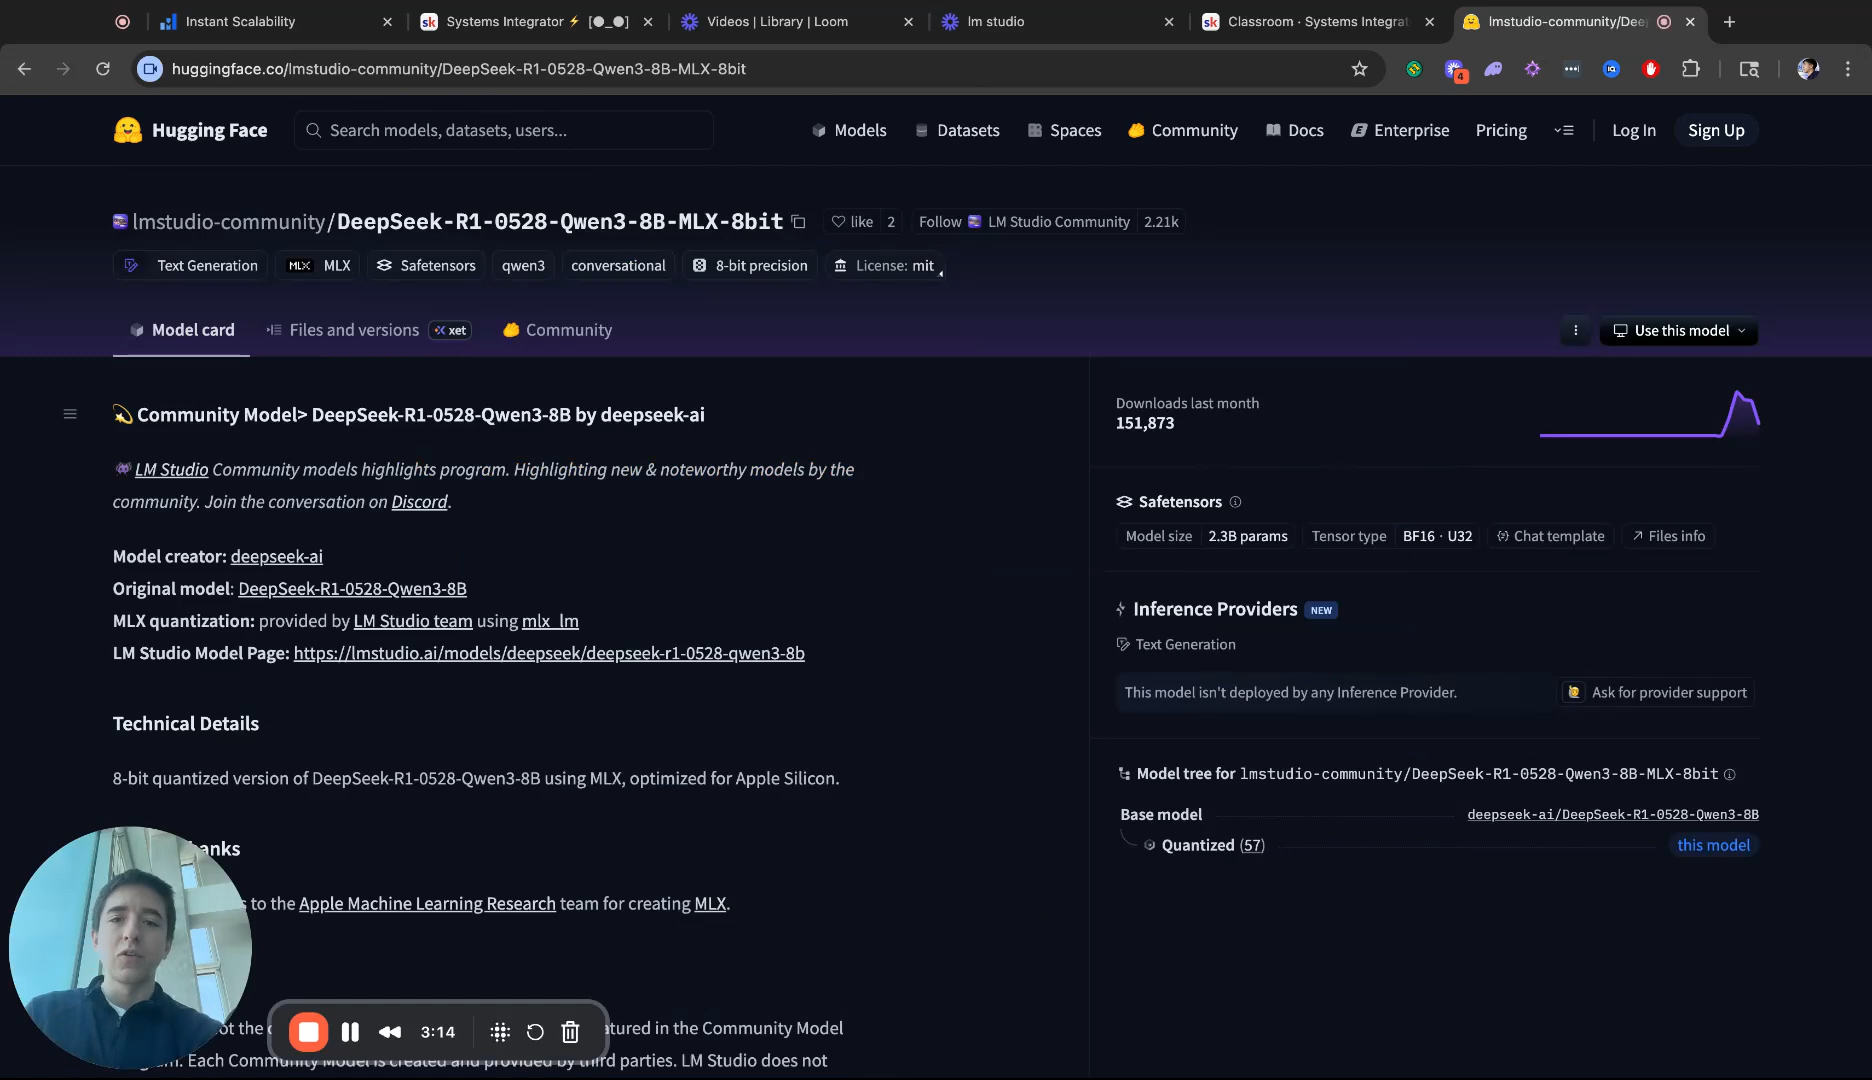 Instant Scalability
Systems Integrator⚡ [●_●]
Videos | Library | Loom
lm studio
Classroom · Systems Integrat
lmstudio-community/Dee
huggingface.co/lmstudio-community/DeepSeek-R1-0528-Qwen3-8B-MLX-8bit
4
Hugging Face
Search models, datasets, users...
Models
Datasets
Spaces
Community
Docs
Enterprise
Pricing
Log In
Sign Up
lmstudio-community/DeepSeek-R1-0528-Qwen3-8B-MLX-8bit
like 2
Follow LM Studio Community 2.21k
Text Generation
MLX MLX
Safetensors
qwen3
conversational
8-bit precision
License: mit
Model card
Files and versions xet
Community
Use this model
💫 Community Model> DeepSeek-R1-0528-Qwen3-8B by deepseek-ai
👾 LM Studio Community models highlights program. Highlighting new & noteworthy models by the
community. Join the conversation on Discord.
Model creator: deepseek-ai
Original model: DeepSeek-R1-0528-Qwen3-8B
MLX quantization: provided by LM Studio team using mlx_lm
LM Studio Model Page: https://lmstudio.ai/models/deepseek/deepseek-r1-0528-qwen3-8b
Technical Details
8-bit quantized version of DeepSeek-R1-0528-Qwen3-8B using MLX, optimized for Apple Silicon.
anks
to the Apple Machine Learning Research team for creating MLX.
ot the
atured in the Community Model
m. Each Community Model is created and provided by third parties. LM Studio does not
3:14
Downloads last month
151,873
Safetensors
Model size 2.3B params
Tensor type BF16 · U32
Chat template
Files info
Inference Providers NEW
Text Generation
This model isn't deployed by any Inference Provider.
Ask for provider support
Model tree for lmstudio-community/DeepSeek-R1-0528-Qwen3-8B-MLX-8bit
Base model
deepseek-ai/DeepSeek-R1-0528-Qwen3-8B
Quantized (57)
this model